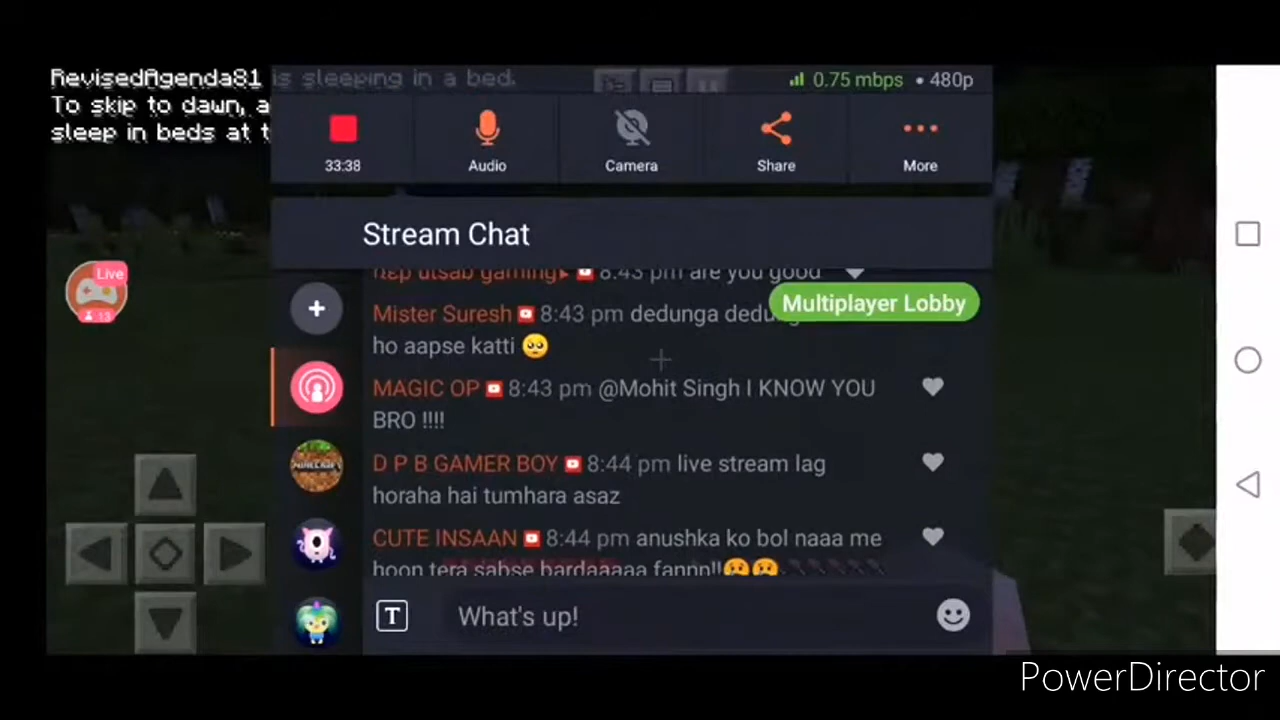 RevisedAgenda81 is sleeping in a bed.
To skip to dawn, a
sleep in beds at t
0.75 mbps • 480p
33:38
Audio
Camera
Share
More
Stream Chat
Live
13
8:43 pm are you good
Multiplayer Lobby
Mister Suresh 8:43 pm dedunga
ho aapse katti 🥺
MAGIC OP 8:43 pm @Mohit Singh I KNOW YOU
BRO !!!!
D P B GAMER BOY 8:44 pm live stream lag
horaha hai tumhara asaz
MINECRAFT
CUTE INSAAN 8:44 pm anushka ko bol naaa me
hoon tera sabse bardaaaaa fannn!!
T
What's up!
PowerDirector